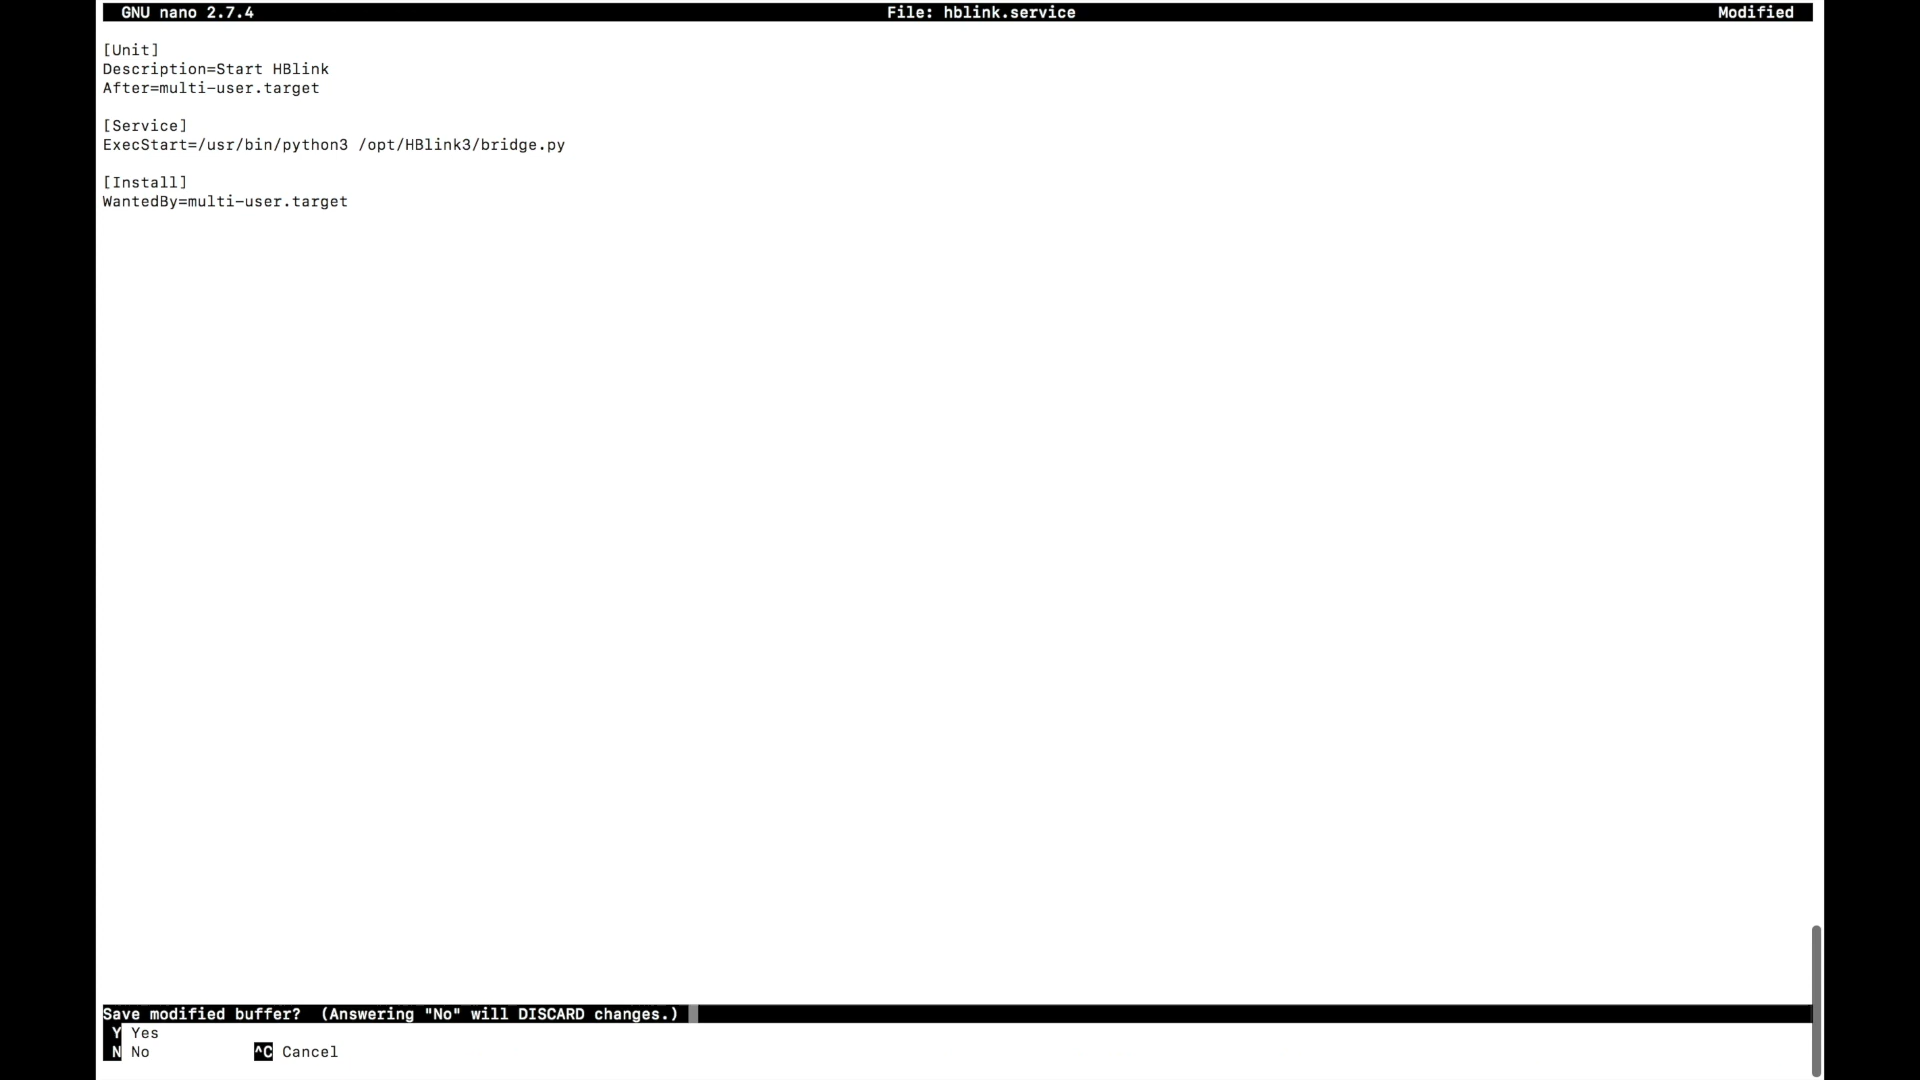 GNU nano 2.7.4 File: hblink.service Modified
[Unit]
Description=Start HBlink
After=multi-user.target
[Service]
ExecStart=/usr/bin/python3 /opt/HBlink3/bridge.py
[Install]
WantedBy=multi-user.target
Save modified buffer? (Answering "No" will DISCARD changes.)
Y Yes
N No ^C Cancel